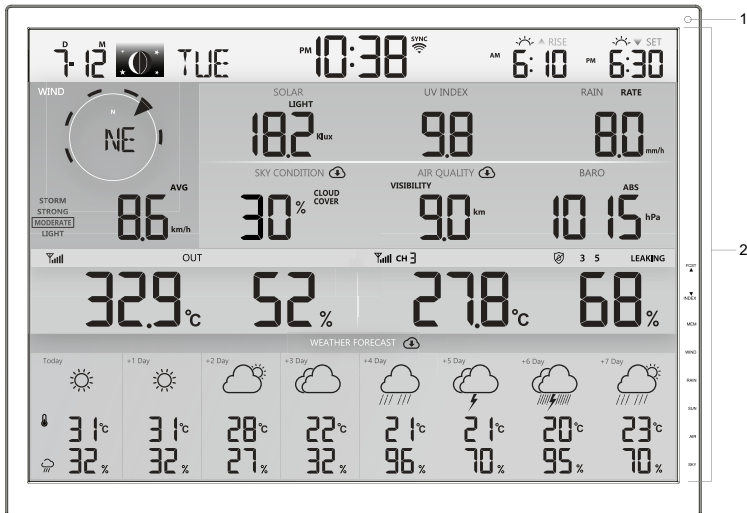 D M
7-12 TUE PM 10:38 SYNC AM 6:10 RISE PM 6:30 SET
1
WIND N NE
AVG 8.6 km/h
STORM
STRONG
MODERATE
LIGHT
SOLAR UV INDEX RAIN RATE
LIGHT
18.2 Klux 9.8 8.0 mm/h
SKY CONDITION AIR QUALITY BARO
CLOUD COVER VISIBILITY ABS
30 % 9.0 km 1015 hPa
2
OUT CH 3 3 5 LEAKING
32.9 °C 52 % 27.8 °C 68 %
WEATHER FORECAST
Today +1 Day +2 Day +3 Day +4 Day +5 Day +6 Day +7 Day
31 °C 31 °C 28 °C 22 °C 21 °C 21 °C 20 °C 23 °C
32 % 32 % 27 % 32 % 96 % 70 % 95 % 70 %
FCST
INDEX
MEM
WIND
RAIN
SUN
AIR
SKY